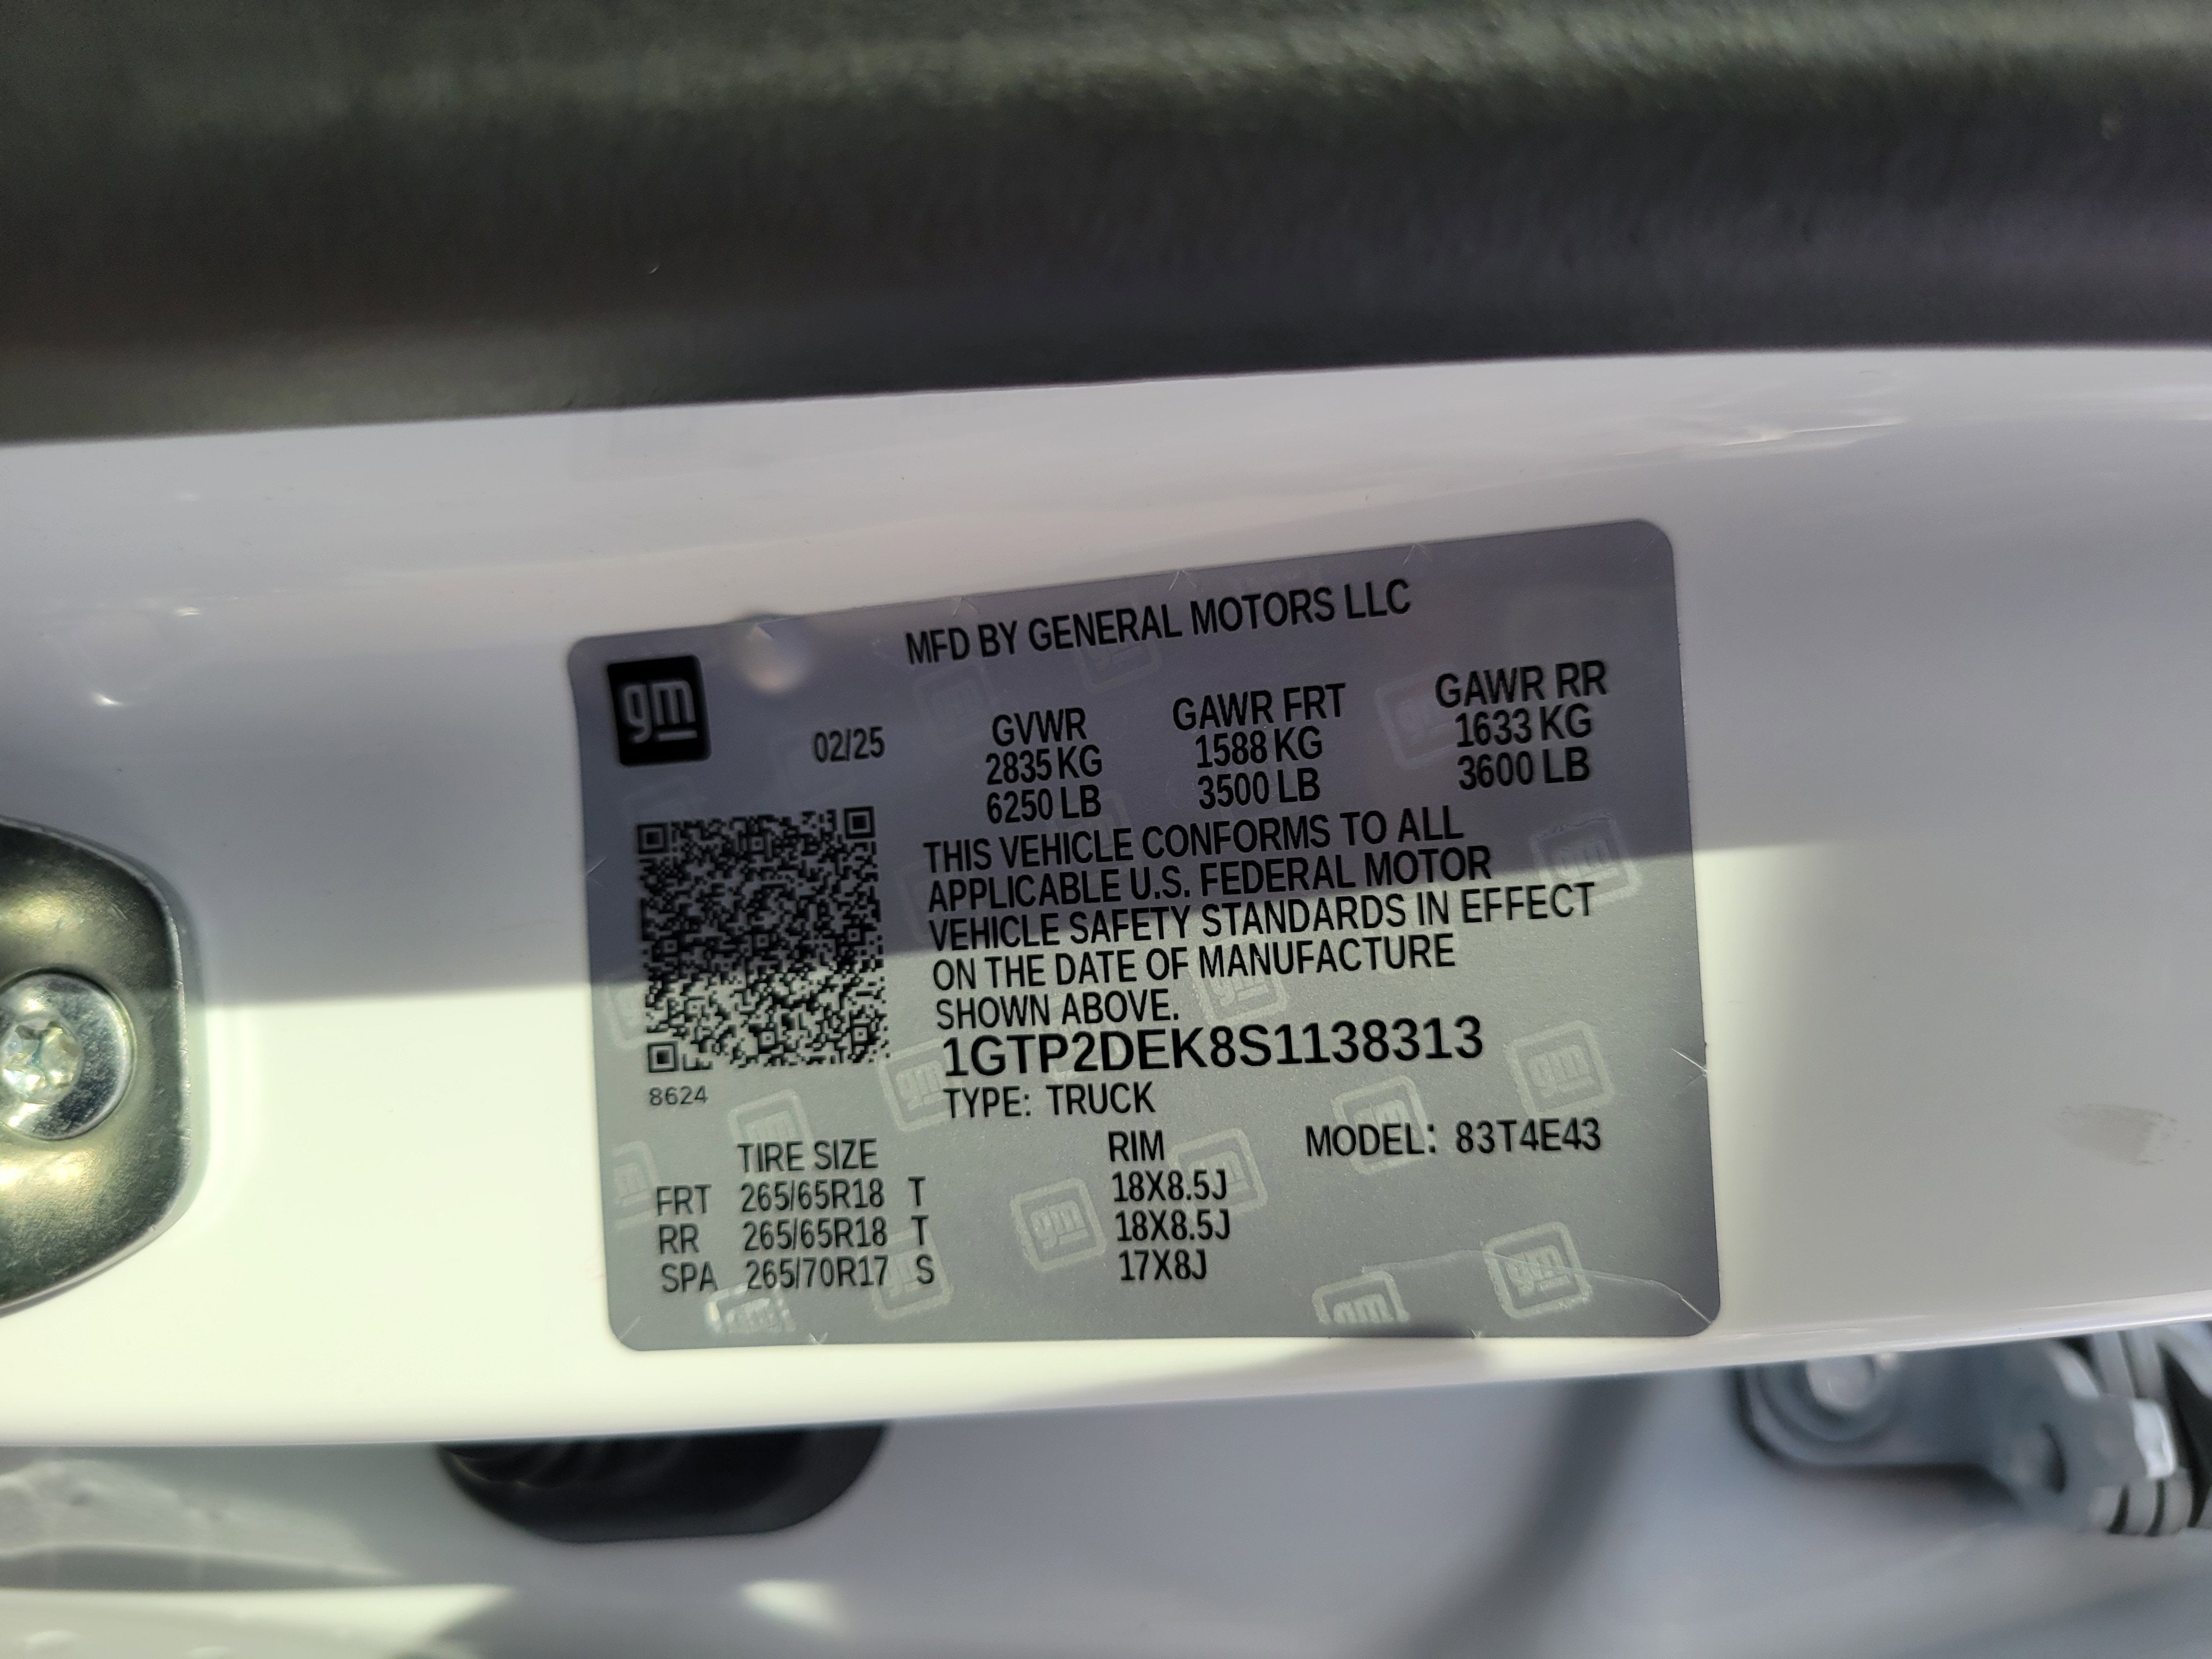 MFD BY GENERAL MOTORS LLC
gm
02/25
GVWR GAWR FRT GAWR RR
2835 KG 1588 KG 1633 KG
6250 LB 3500 LB 3600 LB
THIS VEHICLE CONFORMS TO ALL
APPLICABLE U.S. FEDERAL MOTOR
VEHICLE SAFETY STANDARDS IN EFFECT
ON THE DATE OF MANUFACTURE
SHOWN ABOVE.
1GTP2DEK8S1138313
8624
TYPE: TRUCK
TIRE SIZE RIM MODEL: 83T4E43
FRT 265/65R18 T 18X8.5J
RR 265/65R18 T 18X8.5J
SPA 265/70R17 S 17X8J